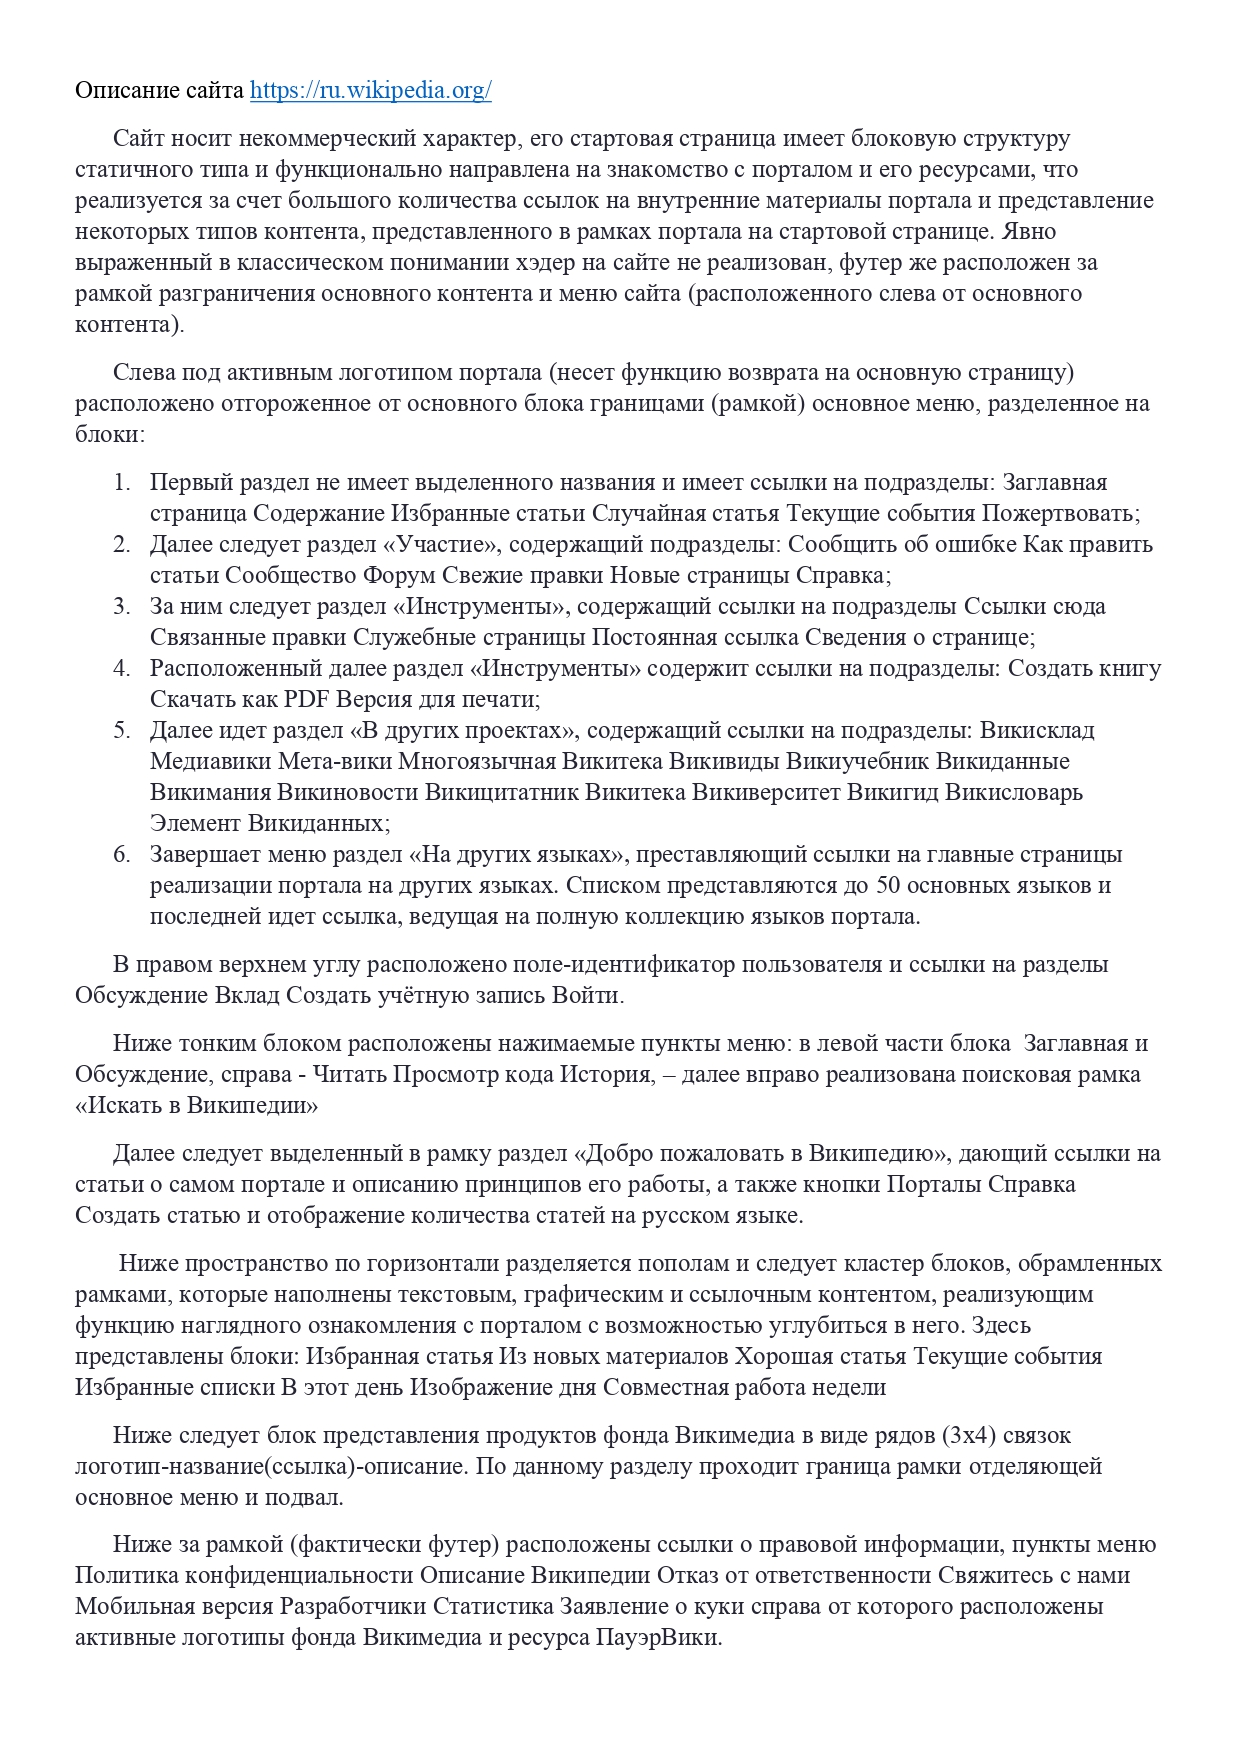 Описание сайта https://ru.wikipedia.org/
Сайт носит некоммерческий характер, его стартовая страница имеет блоковую структуру
статичного типа и функционально направлена на знакомство с порталом и его ресурсами, что
реализуется за счет большого количества ссылок на внутренние материалы портала и представление
некоторых типов контента, представленного в рамках портала на стартовой странице. Явно
выраженный в классическом понимании хэдер на сайте не реализован, футер же расположен за
рамкой разграничения основного контента и меню сайта (расположенного слева от основного
контента).
Слева под активным логотипом портала (несет функцию возврата на основную страницу)
расположено отгороженное от основного блока границами (рамкой) основное меню, разделенное на
блоки:
1. Первый раздел не имеет выделенного названия и имеет ссылки на подразделы: Заглавная
страница Содержание Избранные статьи Случайная статья Текущие события Пожертвовать;
2. Далее следует раздел «Участие», содержащий подразделы: Сообщить об ошибке Как править
статьи Сообщество Форум Свежие правки Новые страницы Справка;
3. За ним следует раздел «Инструменты», содержащий ссылки на подразделы Ссылки сюда
Связанные правки Служебные страницы Постоянная ссылка Сведения о странице;
4. Расположенный далее раздел «Инструменты» содержит ссылки на подразделы: Создать книгу
Скачать как PDF Версия для печати;
5. Далее идет раздел «В других проектах», содержащий ссылки на подразделы: Викисклад
Медиавики Мета-вики Многоязычная Викитека Викивиды Викиучебник Викиданные
Викимания Викиновости Викицитатник Викитека Викиверситет Викигид Викисловарь
Элемент Викиданных;
6. Завершает меню раздел «На других языках», преставляющий ссылки на главные страницы
реализации портала на других языках. Списком представляются до 50 основных языков и
последней идет ссылка, ведущая на полную коллекцию языков портала.
В правом верхнем углу расположено поле-идентификатор пользователя и ссылки на разделы
Обсуждение Вклад Создать учётную запись Войти.
Ниже тонким блоком расположены нажимаемые пункты меню: в левой части блока  Заглавная и
Обсуждение, справа - Читать Просмотр кода История, – далее вправо реализована поисковая рамка
«Искать в Википедии»
Далее следует выделенный в рамку раздел «Добро пожаловать в Википедию», дающий ссылки на
статьи о самом портале и описанию принципов его работы, а также кнопки Порталы Справка
Создать статью и отображение количества статей на русском языке.
Ниже пространство по горизонтали разделяется пополам и следует кластер блоков, обрамленных
рамками, которые наполнены текстовым, графическим и ссылочным контентом, реализующим
функцию наглядного ознакомления с порталом с возможностью углубиться в него. Здесь
представлены блоки: Избранная статья Из новых материалов Хорошая статья Текущие события
Избранные списки В этот день Изображение дня Совместная работа недели
Ниже следует блок представления продуктов фонда Викимедиа в виде рядов (3х4) связок
логотип-название(ссылка)-описание. По данному разделу проходит граница рамки отделяющей
основное меню и подвал.
Ниже за рамкой (фактически футер) расположены ссылки о правовой информации, пункты меню
Политика конфиденциальности Описание Википедии Отказ от ответственности Свяжитесь с нами
Мобильная версия Разработчики Статистика Заявление о куки справа от которого расположены
активные логотипы фонда Викимедиа и ресурса ПауэрВики.